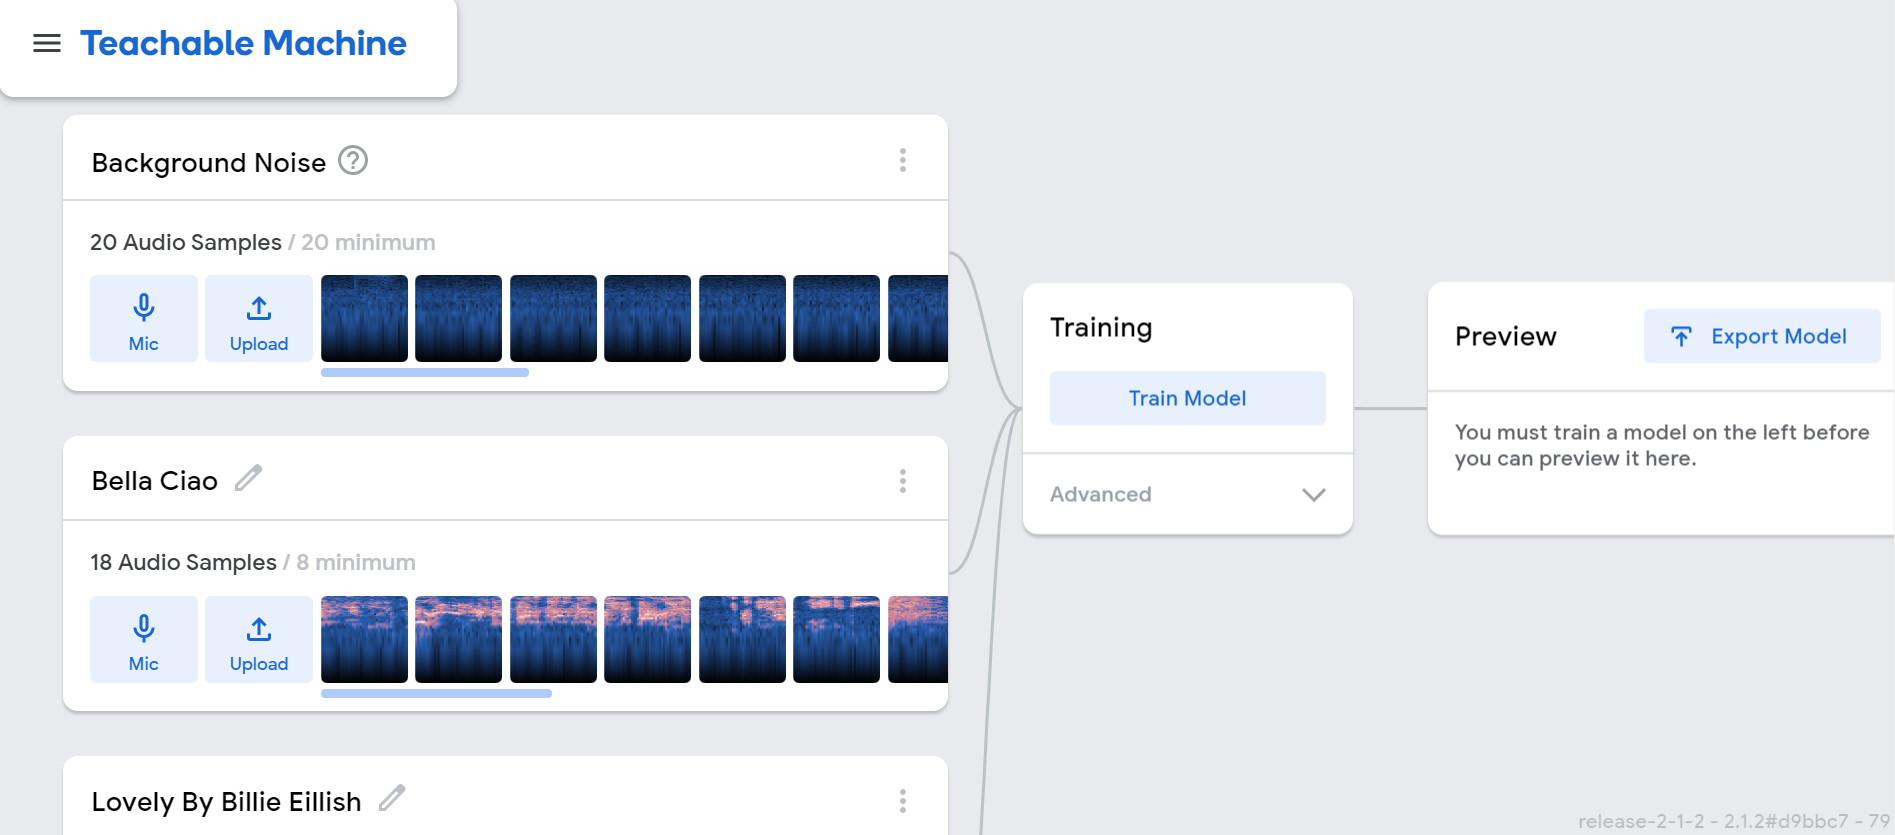 Teachable Machine
Background Noise
20 Audio Samples / 20 minimum
Mic
Upload
Bella Ciao
18 Audio Samples / 8 minimum
Mic
Upload
Lovely By Billie Eillish
Training
Train Model
Advanced
Preview
Export Model
You must train a model on the left before
you can preview it here.
release-2-1-2 - 2.1.2#d9bbc7 - 79